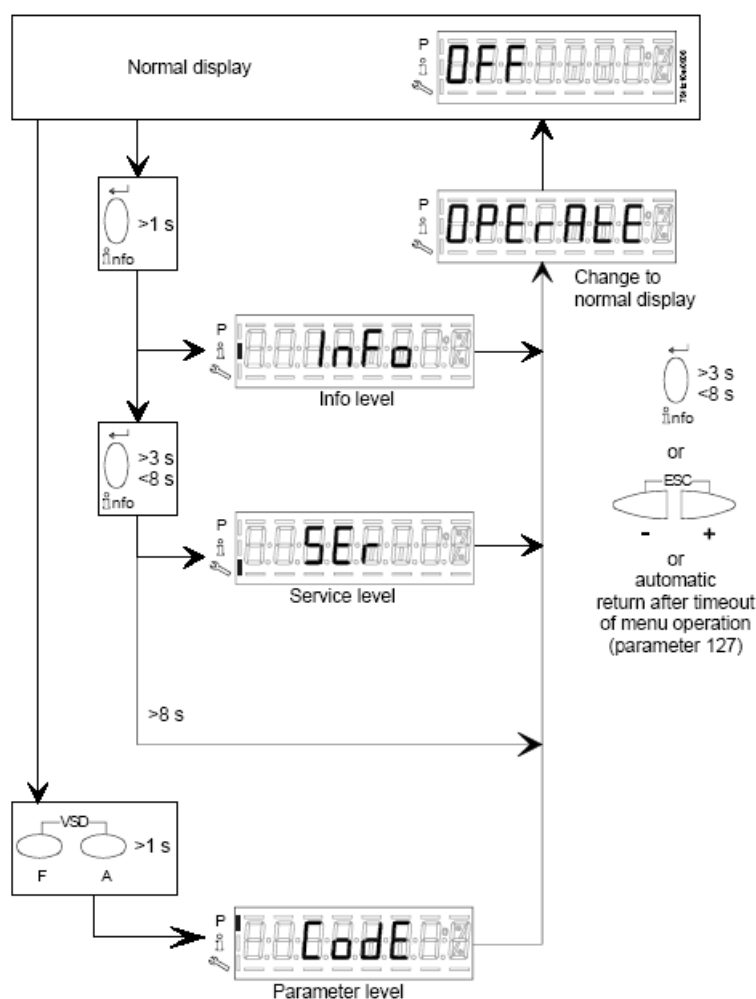 Normal display
P
i
OFF
>1 s
info
P
i
OPErAtE
Change to
normal display
P
i
InFo
Info level
>3 s
<8 s
info
>3 s
<8 s
info
or
ESC
- +
or
automatic
return after timeout
of menu operation
(parameter 127)
P
i
SEr
Service level
>8 s
VSD
>1 s
F A
P
i
CodE
Parameter level